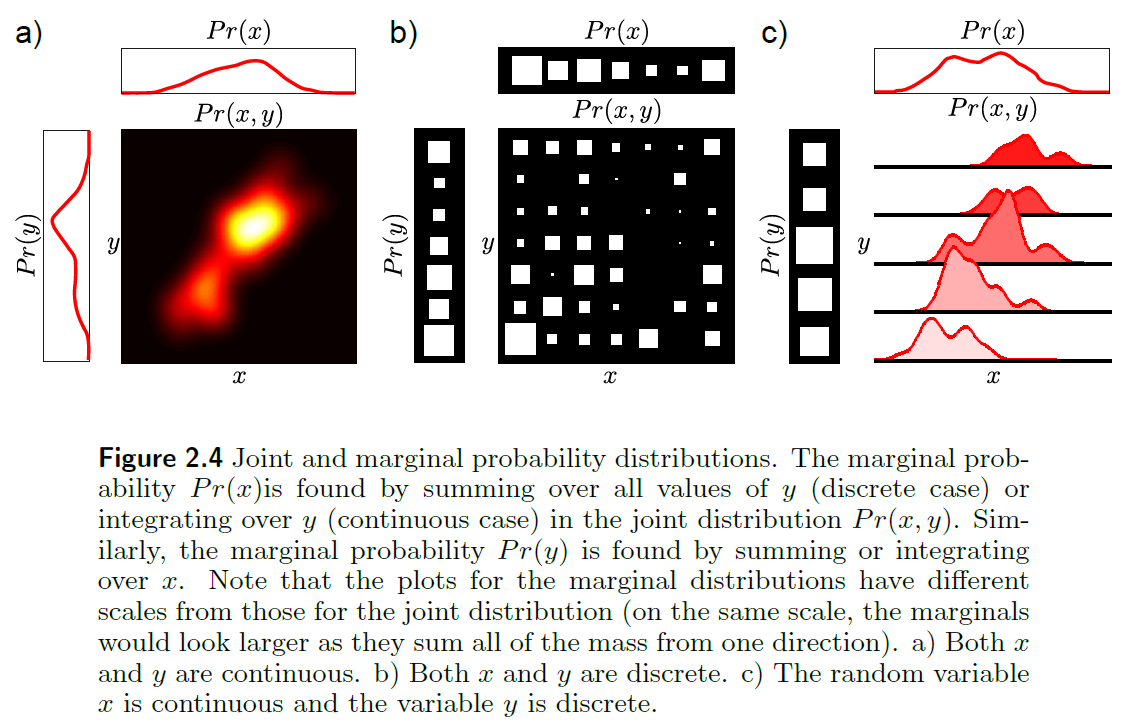 a)
Pr(x)
Pr(x, y)
Pr(y)
y
x
b)
Pr(x)
Pr(x, y)
Pr(y)
y
x
c)
Pr(x)
Pr(x, y)
Pr(y)
y
x
Figure 2.4 Joint and marginal probability distributions. The marginal prob-
ability Pr(x)is found by summing over all values of y (discrete case) or
integrating over y (continuous case) in the joint distribution Pr(x, y). Sim-
ilarly, the marginal probability Pr(y) is found by summing or integrating
over x. Note that the plots for the marginal distributions have different
scales from those for the joint distribution (on the same scale, the marginals
would look larger as they sum all of the mass from one direction). a) Both x
and y are continuous. b) Both x and y are discrete. c) The random variable
x is continuous and the variable y is discrete.